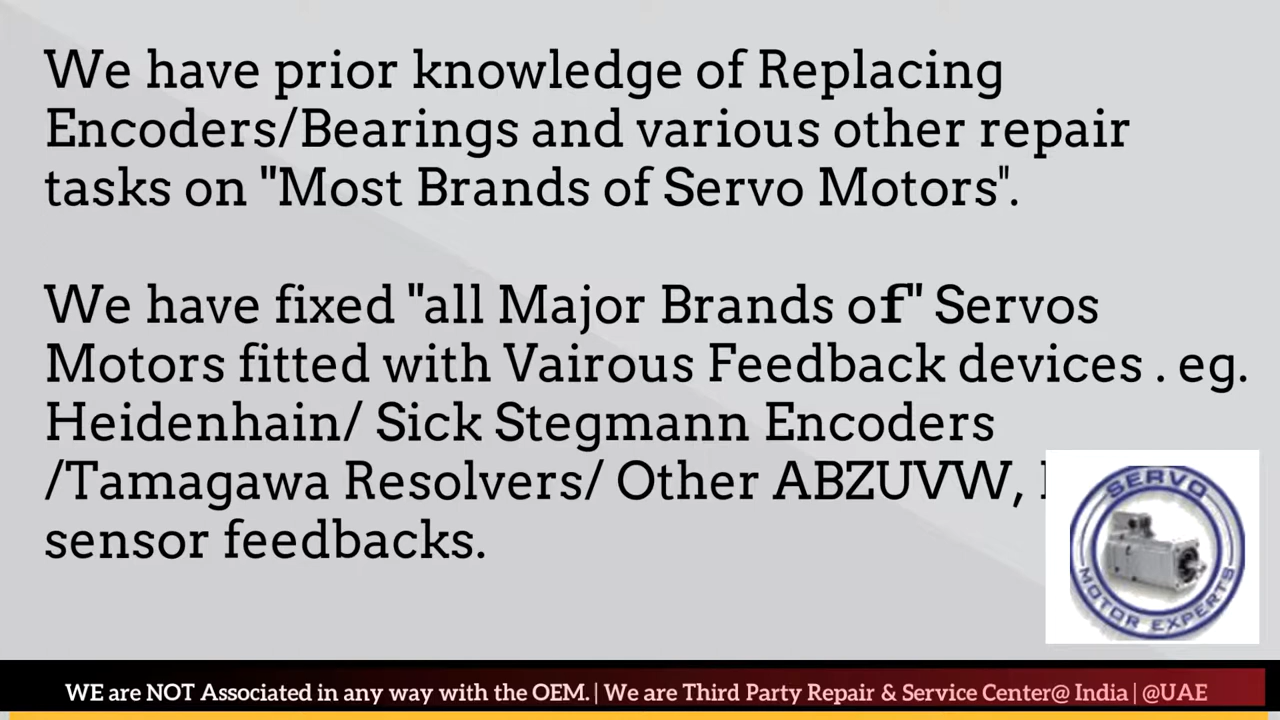 We have prior knowledge of Replacing
Encoders/Bearings and various other repair
tasks on "Most Brands of Servo Motors".
We have fixed "all Major Brands of" Servos
Motors fitted with Vairous Feedback devices . eg.
Heidenhain/ Sick Stegmann Encoders
/Tamagawa Resolvers/ Other ABZUVW,
sensor feedbacks.
SERVO
MOTOR EXPERTS
WE are NOT Associated in any way with the OEM. | We are Third Party Repair & Service Center@ India | @UAE